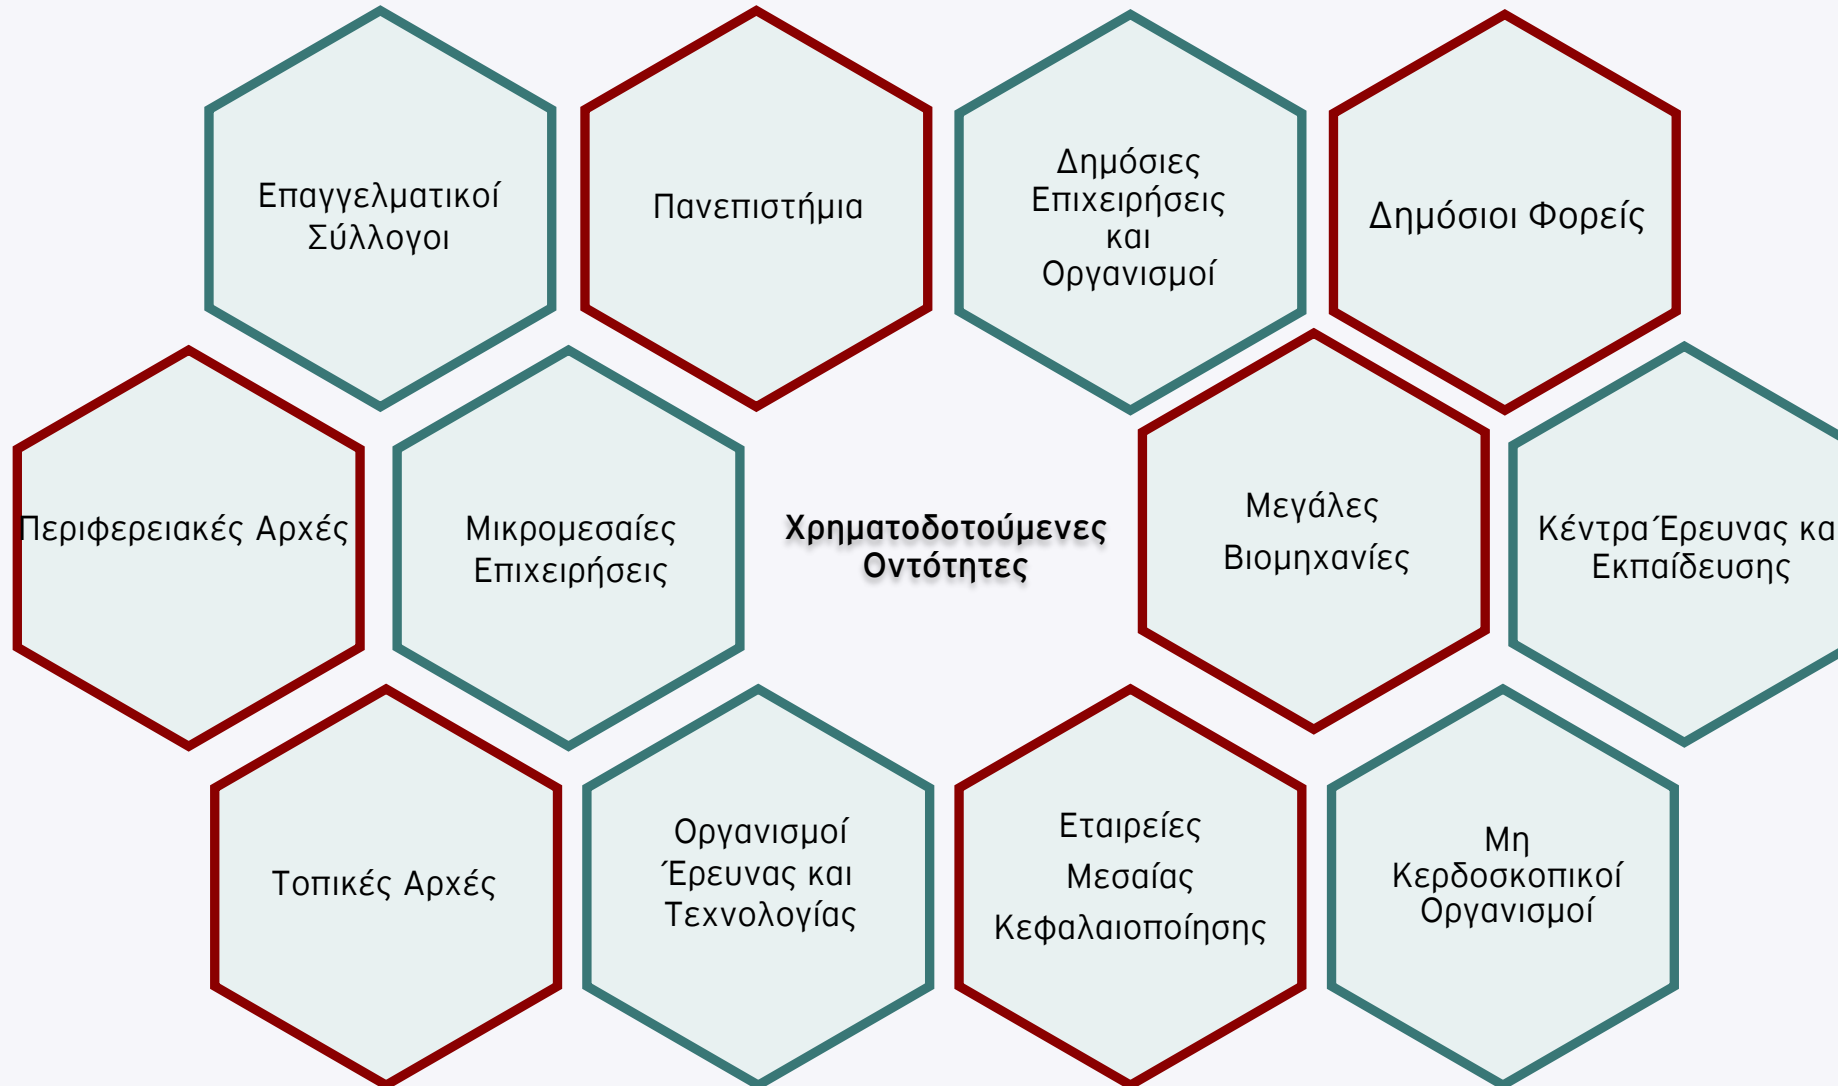 Επαγγελματικοί
Σύλλογοι
Πανεπιστήμια
Δημόσιες
Επιχειρήσεις
και
Οργανισμοί
Δημόσιοι Φορείς
Περιφερειακές Αρχές
Μικρομεσαίες
Επιχειρήσεις
Χρηματοδοτούμενες
Οντότητες
Μεγάλες
Βιομηχανίες
Κέντρα Έρευνας κα
Εκπαίδευσης
Τοπικές Αρχές
Οργανισμοί
Έρευνας και
Τεχνολογίας
Εταιρείες
Μεσαίας
Κεφαλαιοποίησης
Μη
Κερδοσκοπικοί
Οργανισμοί